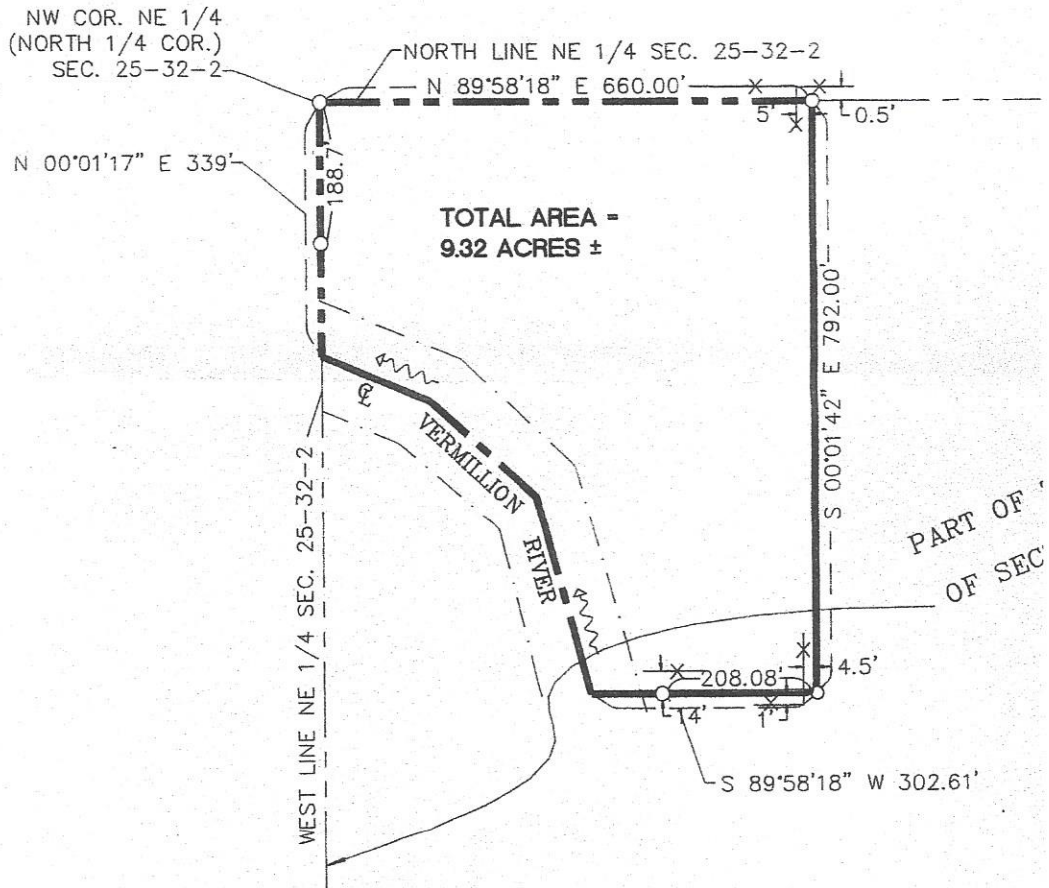 NW COR. NE 1/4
(NORTH 1/4 COR.)
SEC. 25-32-2
NORTH LINE NE 1/4 SEC. 25-32-2
N 89°58'18" E 660.00'
5'
0.5'
N 00°01'17" E 339'
188.7'
TOTAL AREA =
9.32 ACRES ±
S 00°01'42" E 792.00'
℄
VERMILLION
RIVER
WEST LINE NE 1/4 SEC. 25-32-2
PART OF
OF SEC
208.08'
4.5'
14'
1'
S 89°58'18" W 302.61'